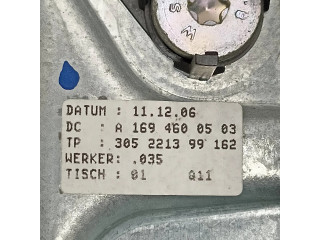 DATUM : 11.12.06
DC : A 169 460 05 03
TP : 305 2213 99 162
WERKER: .035
TISCH : 01 Q11